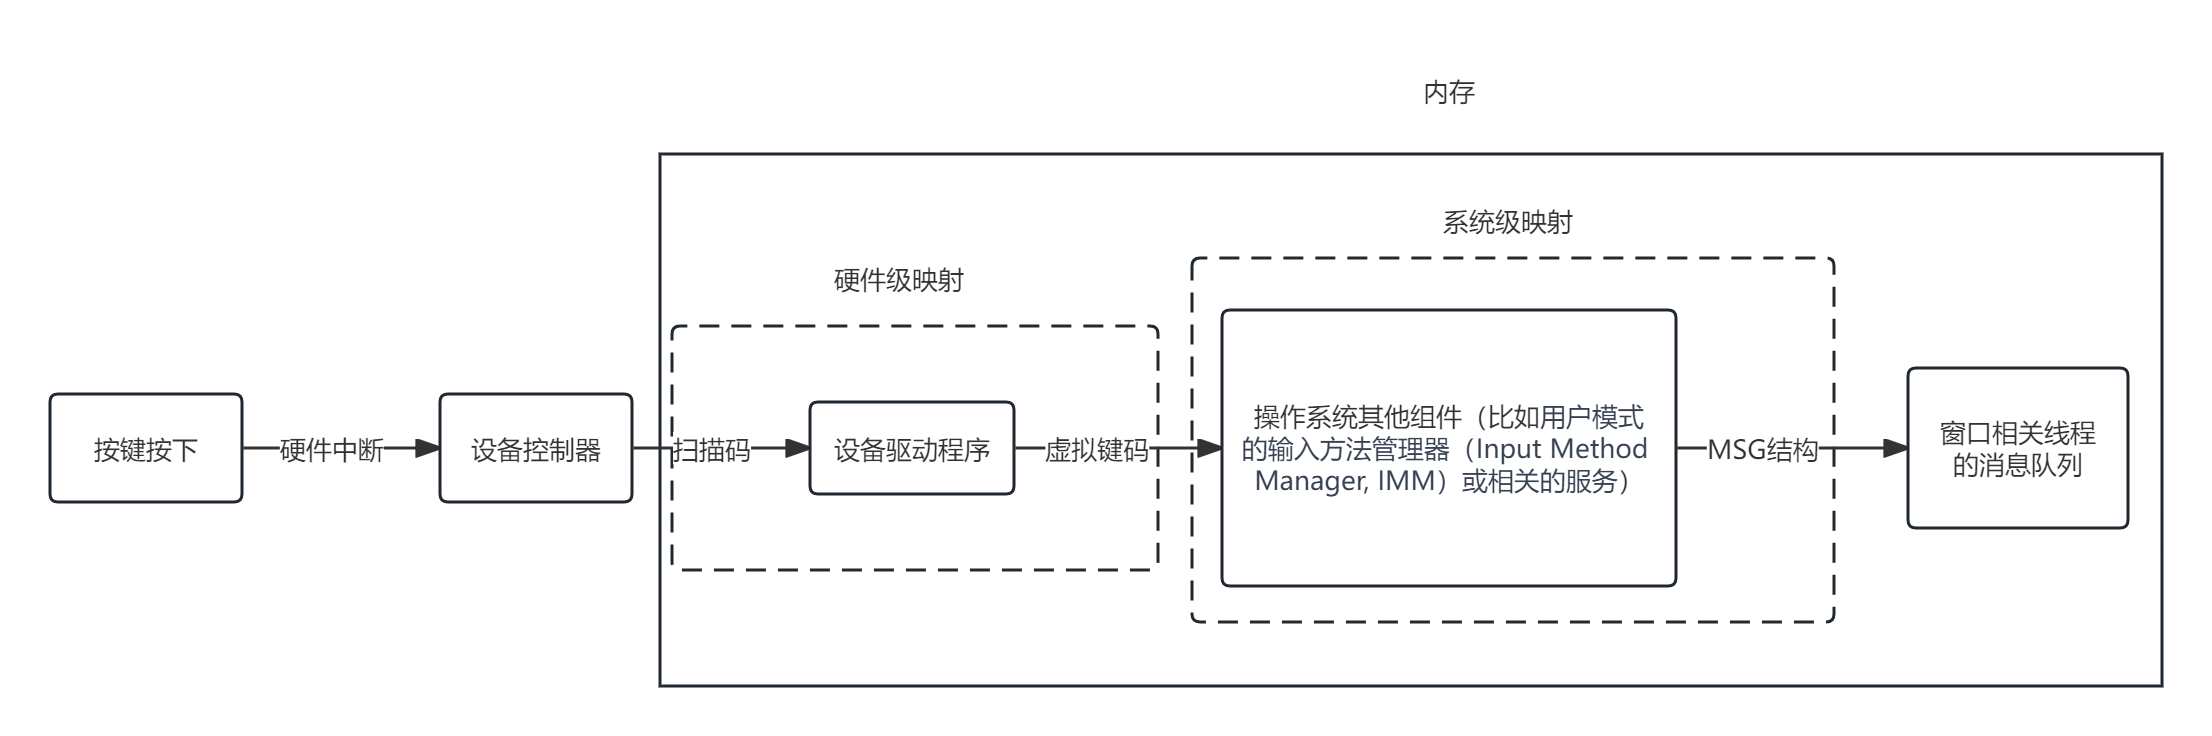 内存
系统级映射
硬件级映射
按键按下
硬件中断
设备控制器
扫描码
设备驱动程序
虚拟键码
操作系统其他组件（比如用户模式
的输入方法管理器（Input Method
Manager, IMM）或相关的服务）
MSG结构
窗口相关线程
的消息队列